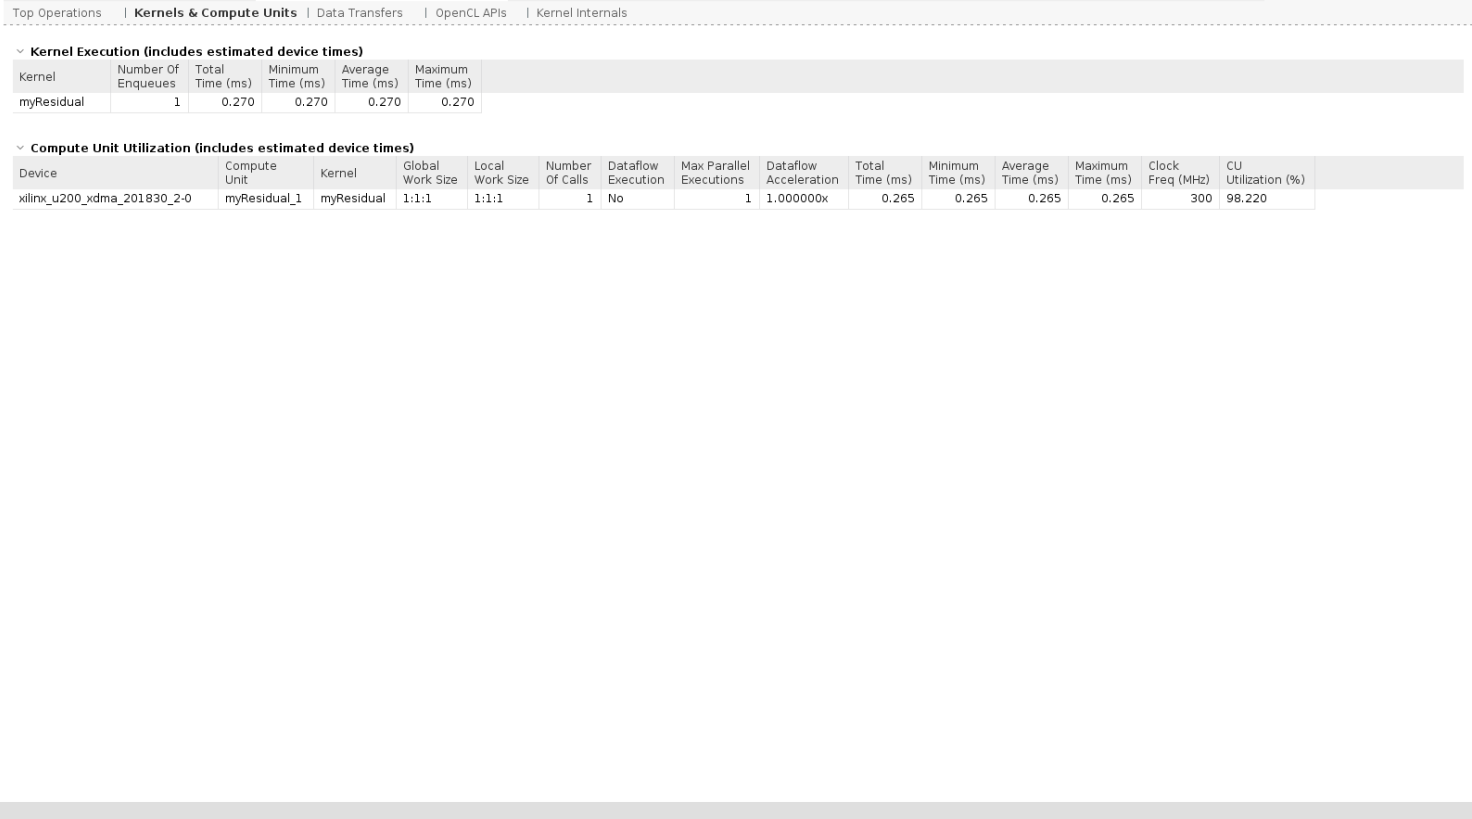 Top Operations | Kernels & Compute Units | Data Transfers | OpenCL APIs | Kernel Internals
Kernel Execution (includes estimated device times)
Kernel Number Of Enqueues Total Time (ms) Minimum Time (ms) Average Time (ms) Maximum Time (ms)
myResidual 1 0.270 0.270 0.270 0.270
Compute Unit Utilization (includes estimated device times)
Device Compute Unit Kernel Global Work Size Local Work Size Number Of Calls Dataflow Execution Max Parallel Executions Dataflow Acceleration Total Time (ms) Minimum Time (ms) Average Time (ms) Maximum Time (ms) Clock Freq (MHz) CU Utilization (%)
xilinx_u200_xdma_201830_2-0 myResidual_1 myResidual 1:1:1 1:1:1 1 No 1 1.000000x 0.265 0.265 0.265 0.265 300 98.220